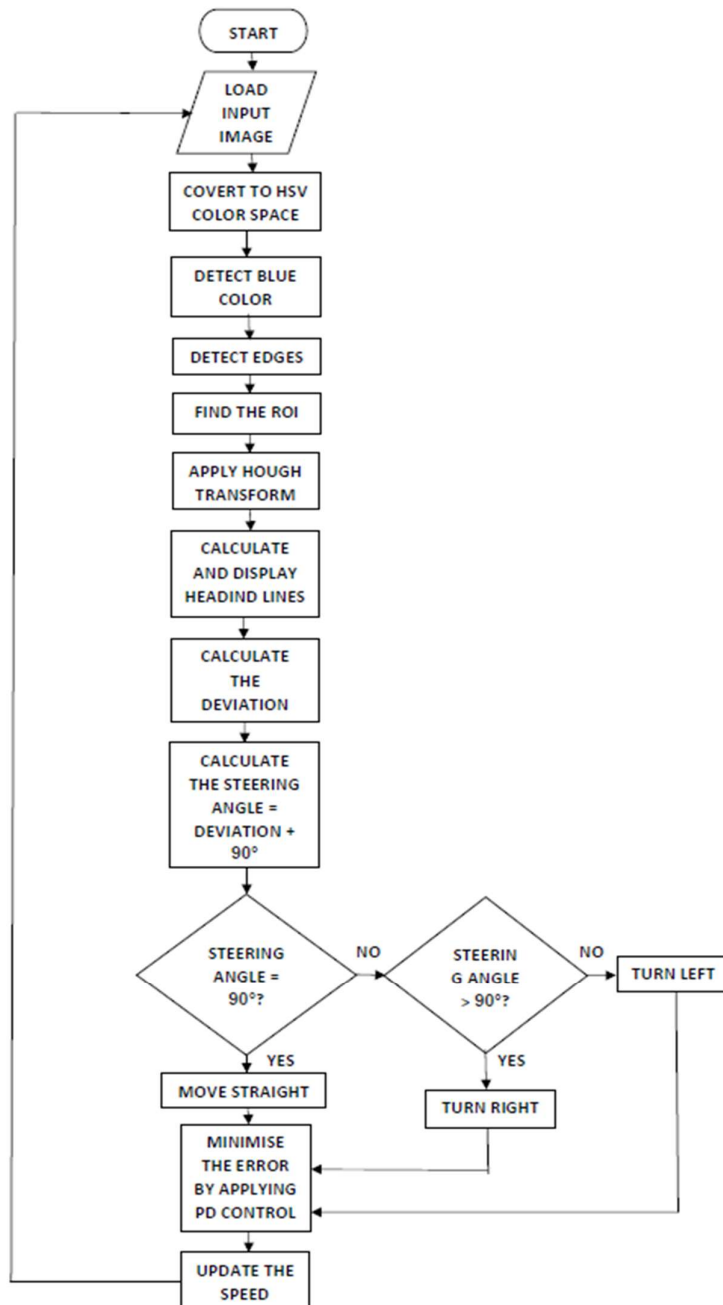 START
LOAD
INPUT
IMAGE
COVERT TO HSV
COLOR SPACE
DETECT BLUE
COLOR
DETECT EDGES
FIND THE ROI
APPLY HOUGH
TRANSFORM
CALCULATE
AND DISPLAY
HEADIND LINES
CALCULATE
THE
DEVIATION
CALCULATE
THE STEERING
ANGLE =
DEVIATION +
90°
STEERING
ANGLE =
90°?
NO
STEERIN
G ANGLE
> 90°?
NO
TURN LEFT
YES
MOVE STRAIGHT
YES
TURN RIGHT
MINIMISE
THE ERROR
BY APPLYING
PD CONTROL
UPDATE THE
SPEED